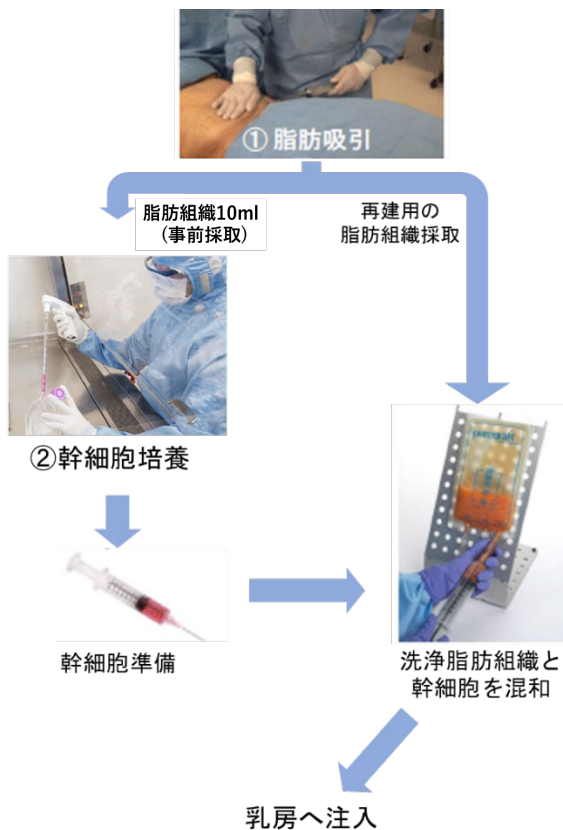 ① 脂肪吸引
脂肪組織10ml
(事前採取)
再建用の
脂肪組織採取
②幹細胞培養
幹細胞準備
洗浄脂肪組織と
幹細胞を混和
乳房へ注入